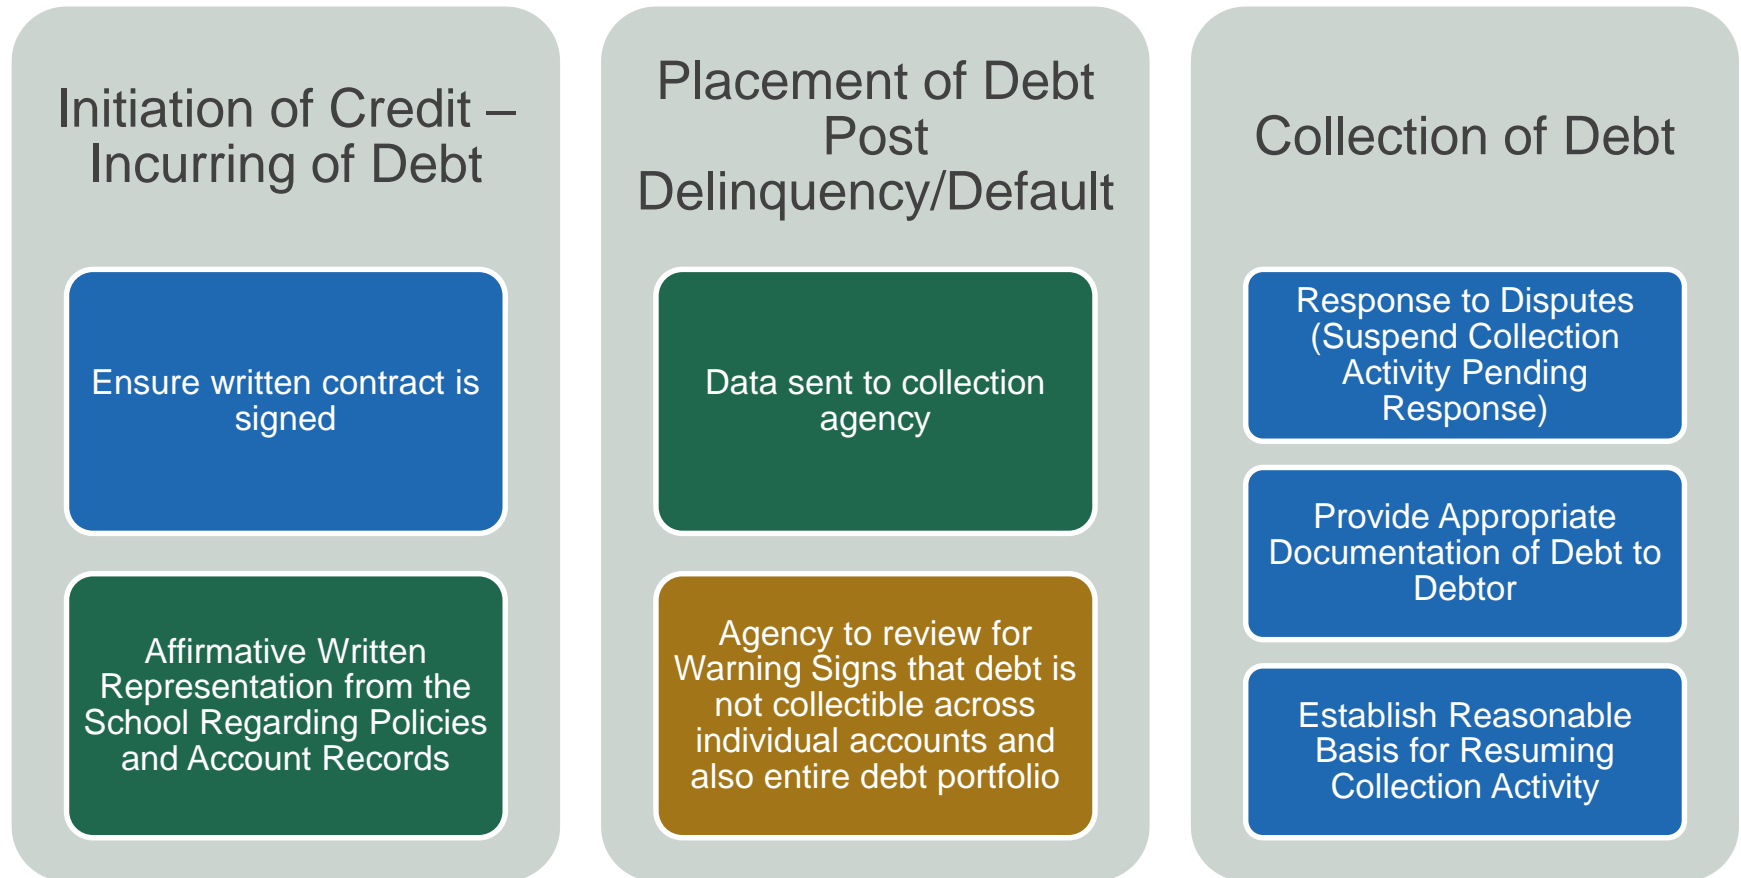 Initiation of Credit –
Incurring of Debt
Ensure written contract is
signed
Affirmative Written
Representation from the
School Regarding Policies
and Account Records
Placement of Debt
Post
Delinquency/Default
Data sent to collection
agency
Agency to review for
Warning Signs that debt is
not collectible across
individual accounts and
also entire debt portfolio
Collection of Debt
Response to Disputes
(Suspend Collection
Activity Pending
Response)
Provide Appropriate
Documentation of Debt to
Debtor
Establish Reasonable
Basis for Resuming
Collection Activity